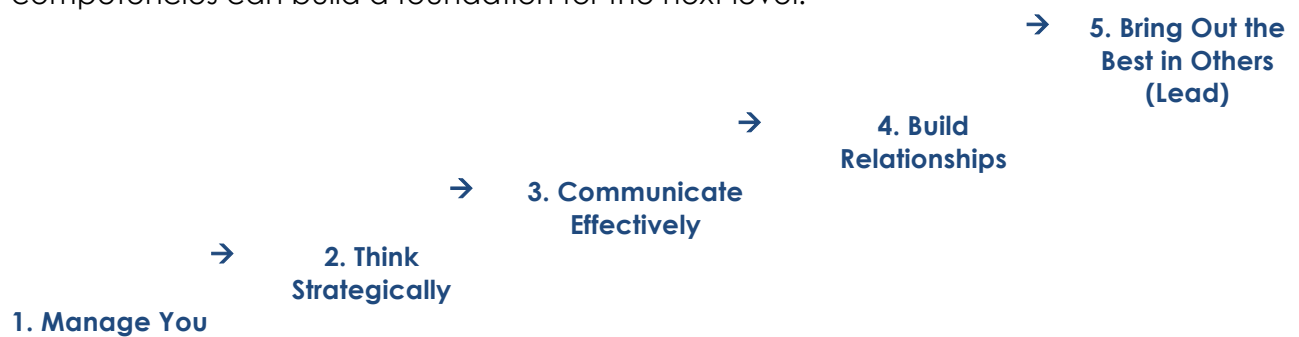 competencies can build a foundation for the next level.
→ 5. Bring Out the
Best in Others
(Lead)
→ 4. Build
Relationships
→ 3. Communicate
Effectively
→ 2. Think
Strategically
1. Manage You